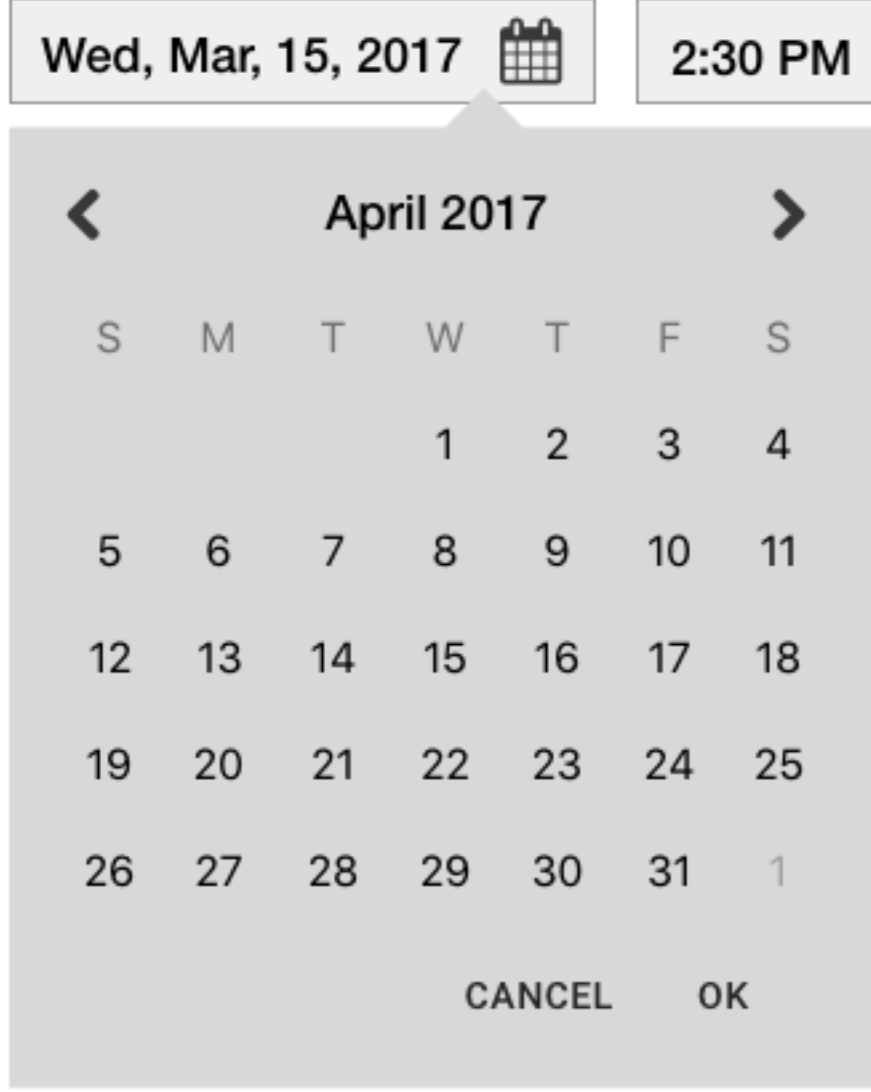 Wed, Mar, 15, 2017 2:30 PM
April 2017
S M T W T F S
1 2 3 4
5 6 7 8 9 10 11
12 13 14 15 16 17 18
19 20 21 22 23 24 25
26 27 28 29 30 31 1
CANCEL OK